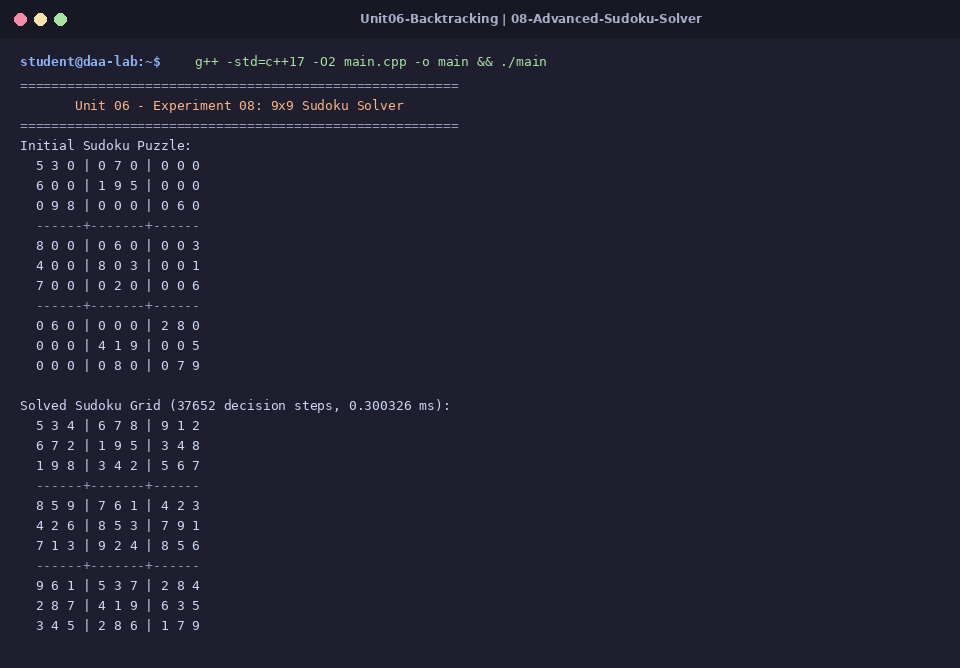 Unit06-Backtracking | 08-Advanced-Sudoku-Solver
student@daa-lab:~$ g++ -std=c++17 -O2 main.cpp -o main && ./main
========================================================
Unit 06 - Experiment 08: 9x9 Sudoku Solver
========================================================
Initial Sudoku Puzzle:
5 3 0 | 0 7 0 | 0 0 0
6 0 0 | 1 9 5 | 0 0 0
0 9 8 | 0 0 0 | 0 6 0
------+-------+------
8 0 0 | 0 6 0 | 0 0 3
4 0 0 | 8 0 3 | 0 0 1
7 0 0 | 0 2 0 | 0 0 6
------+-------+------
0 6 0 | 0 0 0 | 2 8 0
0 0 0 | 4 1 9 | 0 0 5
0 0 0 | 0 8 0 | 0 7 9
Solved Sudoku Grid (37652 decision steps, 0.300326 ms):
5 3 4 | 6 7 8 | 9 1 2
6 7 2 | 1 9 5 | 3 4 8
1 9 8 | 3 4 2 | 5 6 7
------+-------+------
8 5 9 | 7 6 1 | 4 2 3
4 2 6 | 8 5 3 | 7 9 1
7 1 3 | 9 2 4 | 8 5 6
------+-------+------
9 6 1 | 5 3 7 | 2 8 4
2 8 7 | 4 1 9 | 6 3 5
3 4 5 | 2 8 6 | 1 7 9